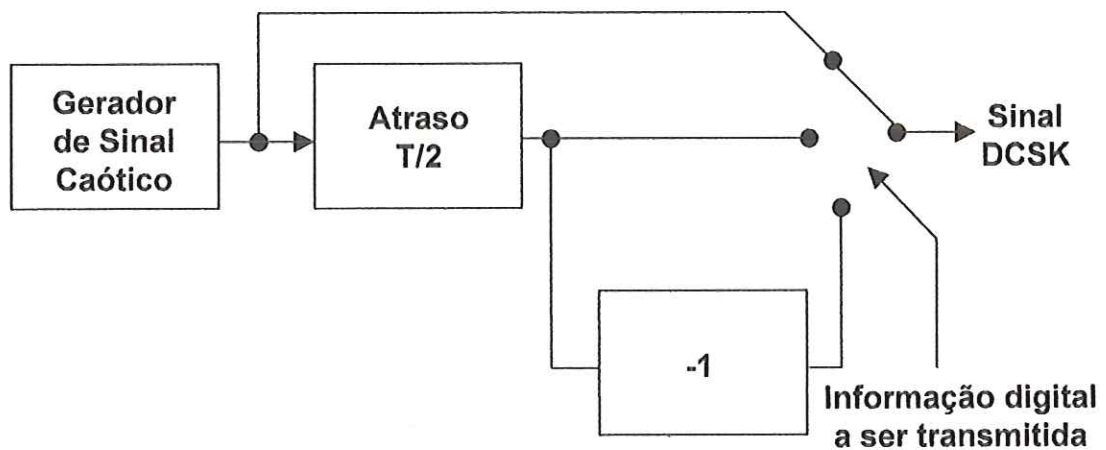 Gerador
de Sinal
Caótico
Atraso
T/2
Sinal
DCSK
-1
Informação digital
a ser transmitida